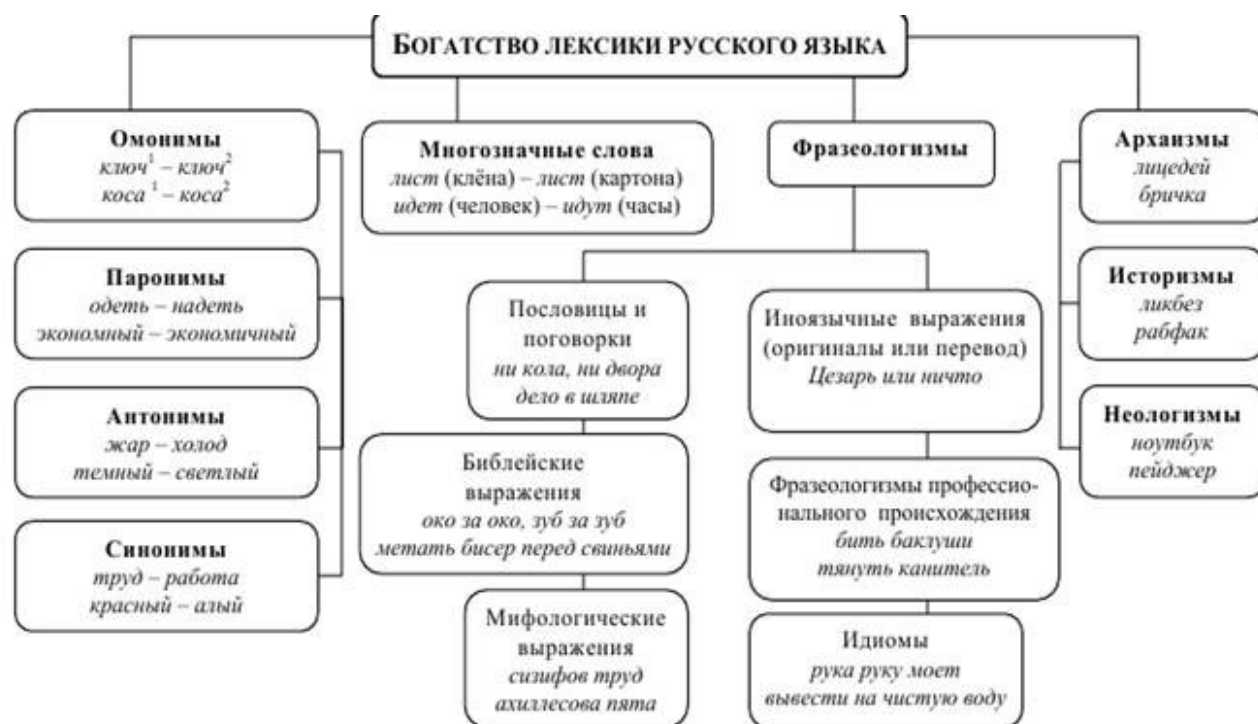 БОГАТСТВО ЛЕКСИКИ РУССКОГО ЯЗЫКА
Омонимы
ключ¹ – ключ²
коса ¹ – коса²
Паронимы
одеть – надеть
экономный – экономичный
Антонимы
жар – холод
темный – светлый
Синонимы
труд – работа
красный – алый
Многозначные слова
лист (клёна) – лист (картона)
идет (человек) – идут (часы)
Фразеологизмы
Пословицы и
поговорки
ни кола, ни двора
дело в шляпе
Библейские
выражения
око за око, зуб за зуб
метать бисер перед свиньями
Мифологические
выражения
сизифов труд
ахиллесова пята
Иноязычные выражения
(оригиналы или перевод)
Цезарь или ничто
Фразеологизмы профессио-
нального происхождения
бить баклуши
тянуть канитель
Идиомы
рука руку моет
вывести на чистую воду
Архаизмы
лицедей
бричка
Историзмы
ликбез
рабфак
Неологизмы
ноутбук
пейджер